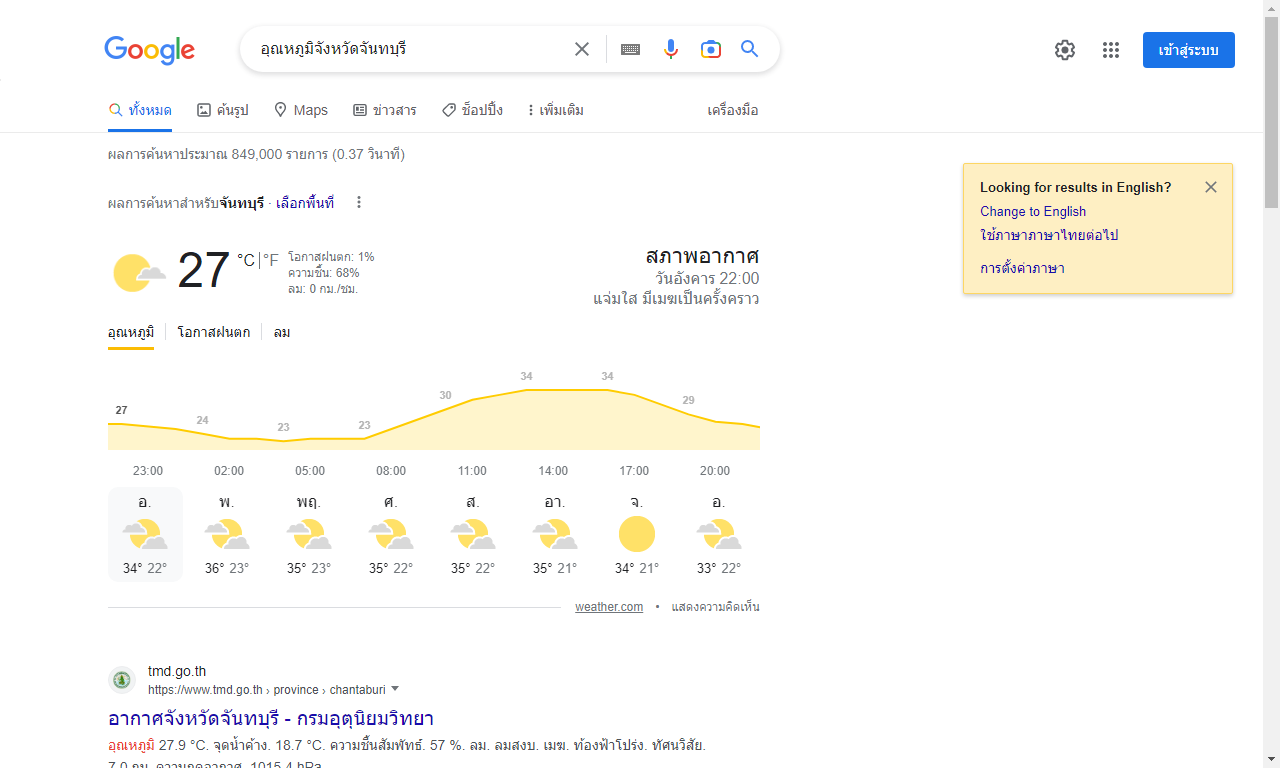 Google
อุณหภูมิจังหวัดจันทบุรี
เข้าสู่ระบบ
ทั้งหมด ค้นรูป Maps ข่าวสาร ช็อปปิ้ง เพิ่มเติม เครื่องมือ
ผลการค้นหาประมาณ 849,000 รายการ (0.37 วินาที)
ผลการค้นหาสำหรับจันทบุรี · เลือกพื้นที่
Looking for results in English?
Change to English
ใช้ภาษาภาษาไทยต่อไป
การตั้งค่าภาษา
27 °C|°F
โอกาสฝนตก: 1%
ความชื้น: 68%
ลม: 0 กม./ชม.
สภาพอากาศ
วันอังคาร 22:00
แจ่มใส มีเมฆเป็นครั้งคราว
อุณหภูมิ โอกาสฝนตก ลม
27 24 23 23 30 34 34 29
23:00 02:00 05:00 08:00 11:00 14:00 17:00 20:00
อ. พ. พฤ. ศ. ส. อา. จ. อ.
34° 22° 36° 23° 35° 23° 35° 22° 35° 22° 35° 21° 34° 21° 33° 22°
weather.com • แสดงความคิดเห็น
tmd.go.th
https://www.tmd.go.th › province › chantaburi
อากาศจังหวัดจันทบุรี - กรมอุตุนิยมวิทยา
อุณหภูมิ 27.9 °C. จุดน้ำค้าง. 18.7 °C. ความชื้นสัมพัทธ์. 57 %. ลม. ลมสงบ. เมฆ. ท้องฟ้าโปร่ง. ทัศนวิสัย.
7.0 กม. ความกดอากาศ. 1015.4 hPa.